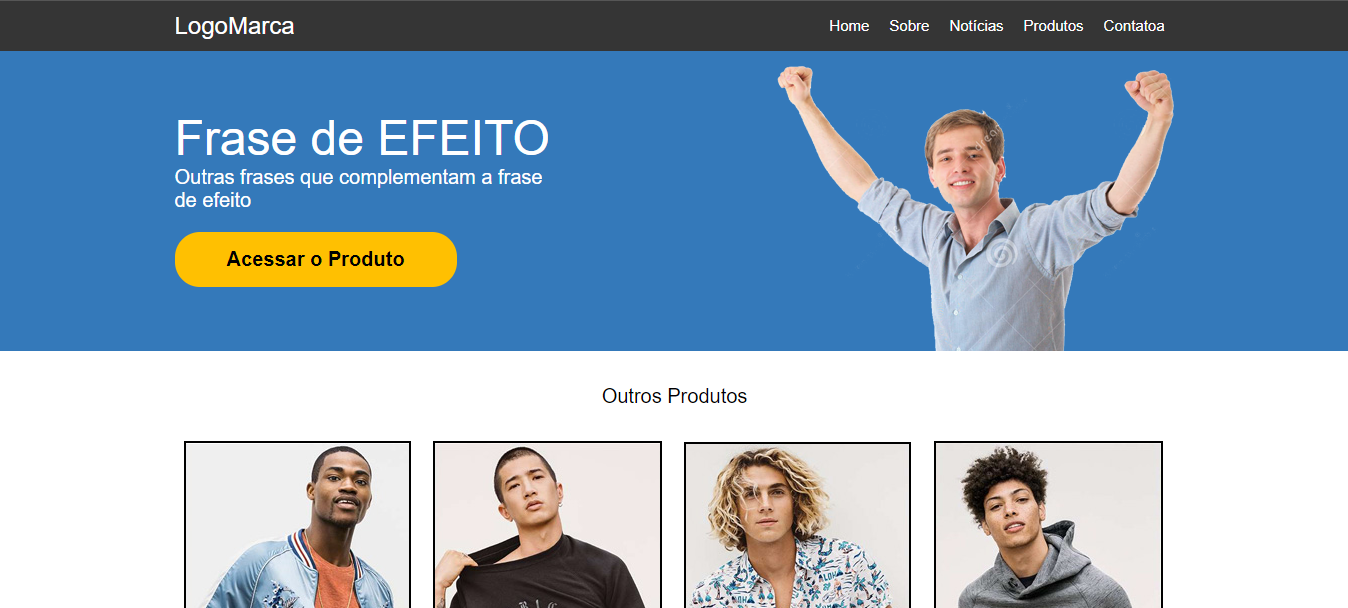 LogoMarca
Home Sobre Notícias Produtos Contatoa
Frase de EFEITO
Outras frases que complementam a frase
de efeito
Acessar o Produto
Outros Produtos